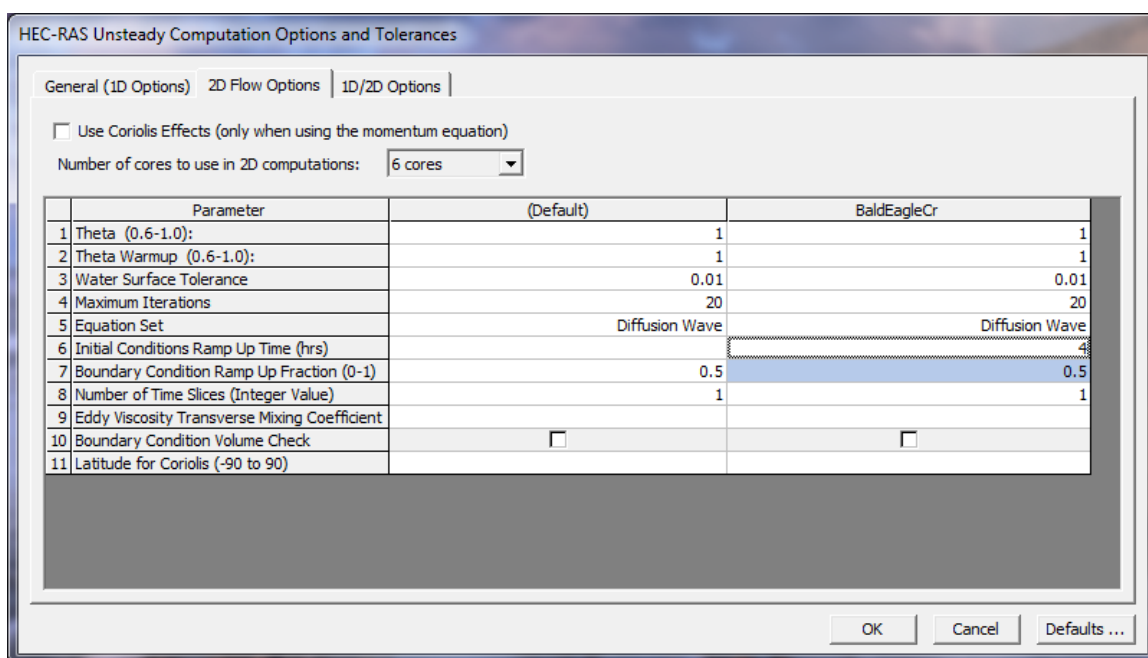 HEC-RAS Unsteady Computation Options and Tolerances
General (1D Options) 2D Flow Options 1D/2D Options
Use Coriolis Effects (only when using the momentum equation)
Number of cores to use in 2D computations: 6 cores
Parameter (Default) BaldEagleCr
1 Theta (0.6-1.0): 1 1
2 Theta Warmup (0.6-1.0): 1 1
3 Water Surface Tolerance 0.01 0.01
4 Maximum Iterations 20 20
5 Equation Set Diffusion Wave Diffusion Wave
6 Initial Conditions Ramp Up Time (hrs) 4
7 Boundary Condition Ramp Up Fraction (0-1) 0.5 0.5
8 Number of Time Slices (Integer Value) 1 1
9 Eddy Viscosity Transverse Mixing Coefficient
10 Boundary Condition Volume Check
11 Latitude for Coriolis (-90 to 90)
OK Cancel Defaults ...